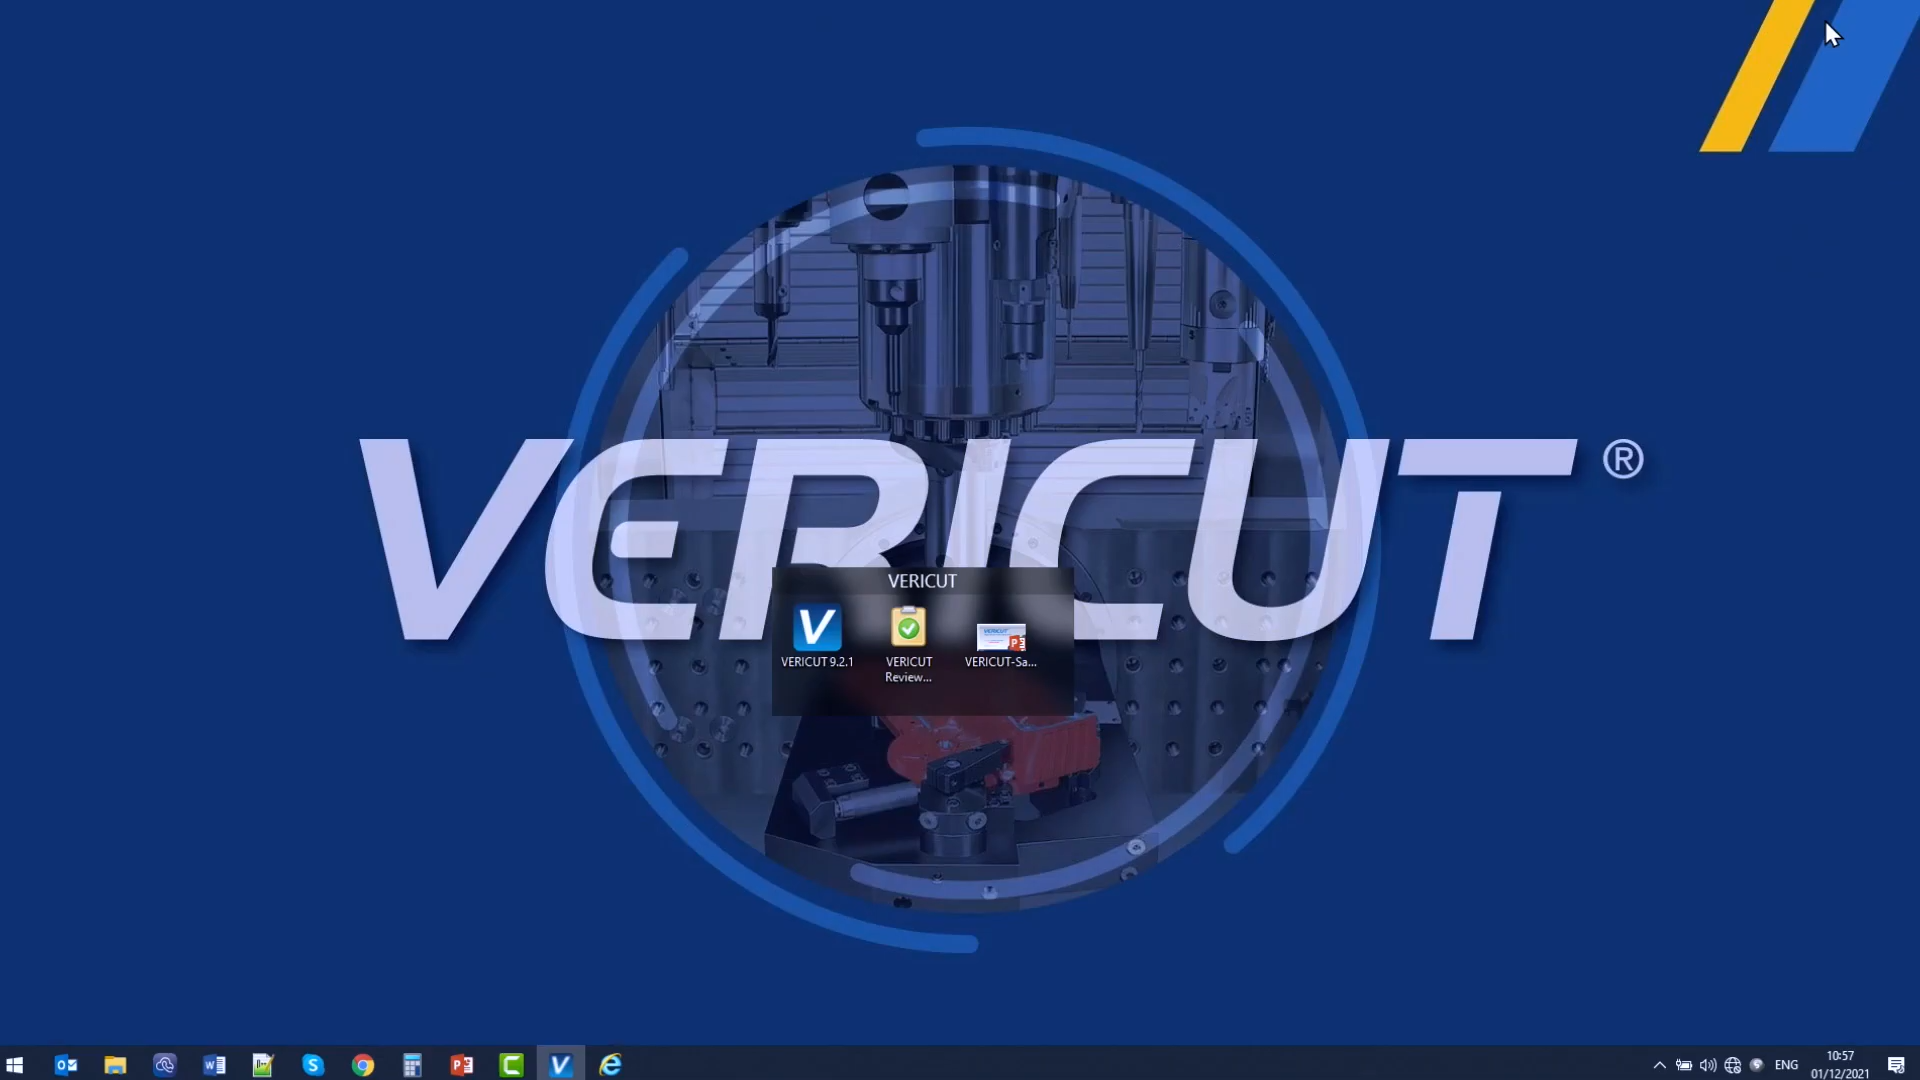 VERICUT®
VERICUT
VERICUT 9.2.1
VERICUT
Review...
VERICUT-Sa...
ENG
10:57
01/12/2021